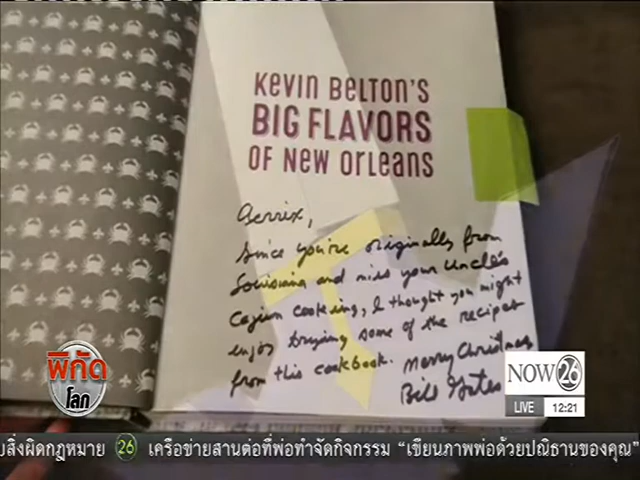 KEVIN BELTON'S
BIG FLAVORS
OF NEW ORLEANS
Aerrix,
Since you're originally from
Louisiana and miss your Uncle's
Cajun cooking, I thought you might
enjoy trying some of the recipes
from this cookbook. Merry Christmas
Bill Gates
พิกัด
โลก
NOW 26
LIVE 12:21
บสิ่งผิดกฎหมาย 26 เครือข่ายสานต่อที่พ่อทำจัดกิจกรรม “เขียนภาพพ่อด้วยปณิธานของคุณ”